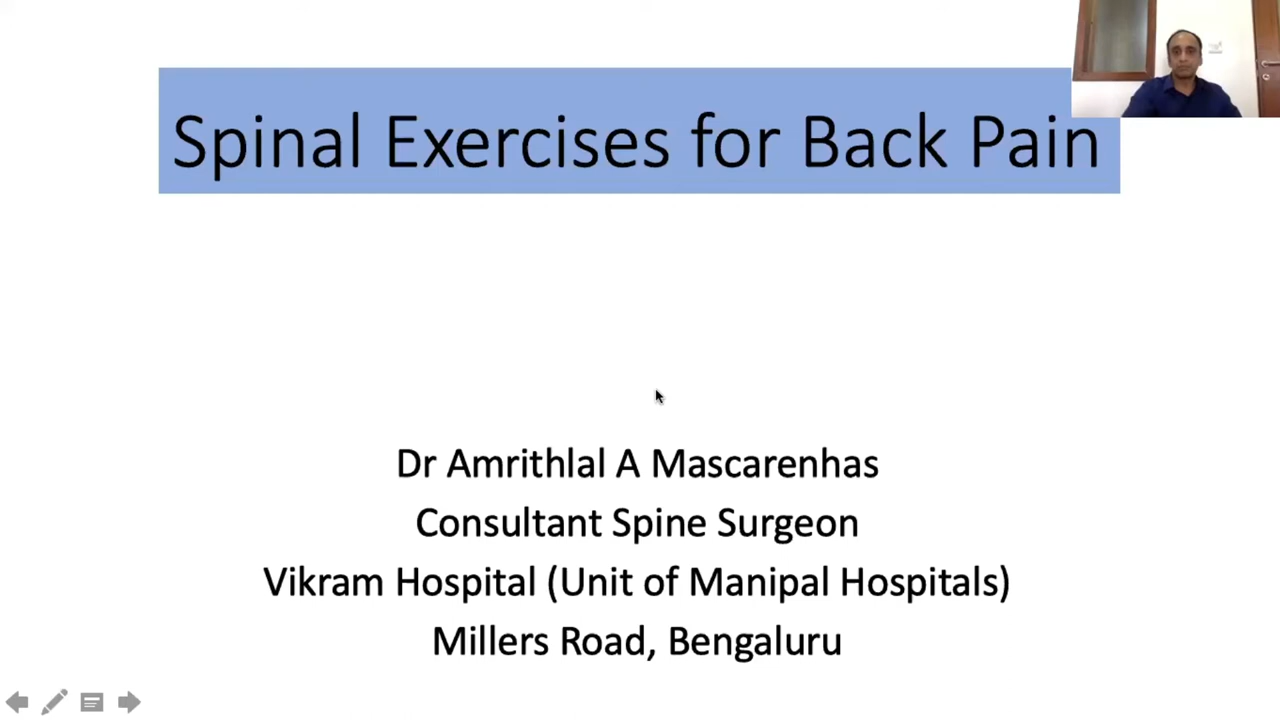 Spinal Exercises for Back Pain
Dr Amrithlal A Mascarenhas
Consultant Spine Surgeon
Vikram Hospital (Unit of Manipal Hospitals)
Millers Road, Bengaluru